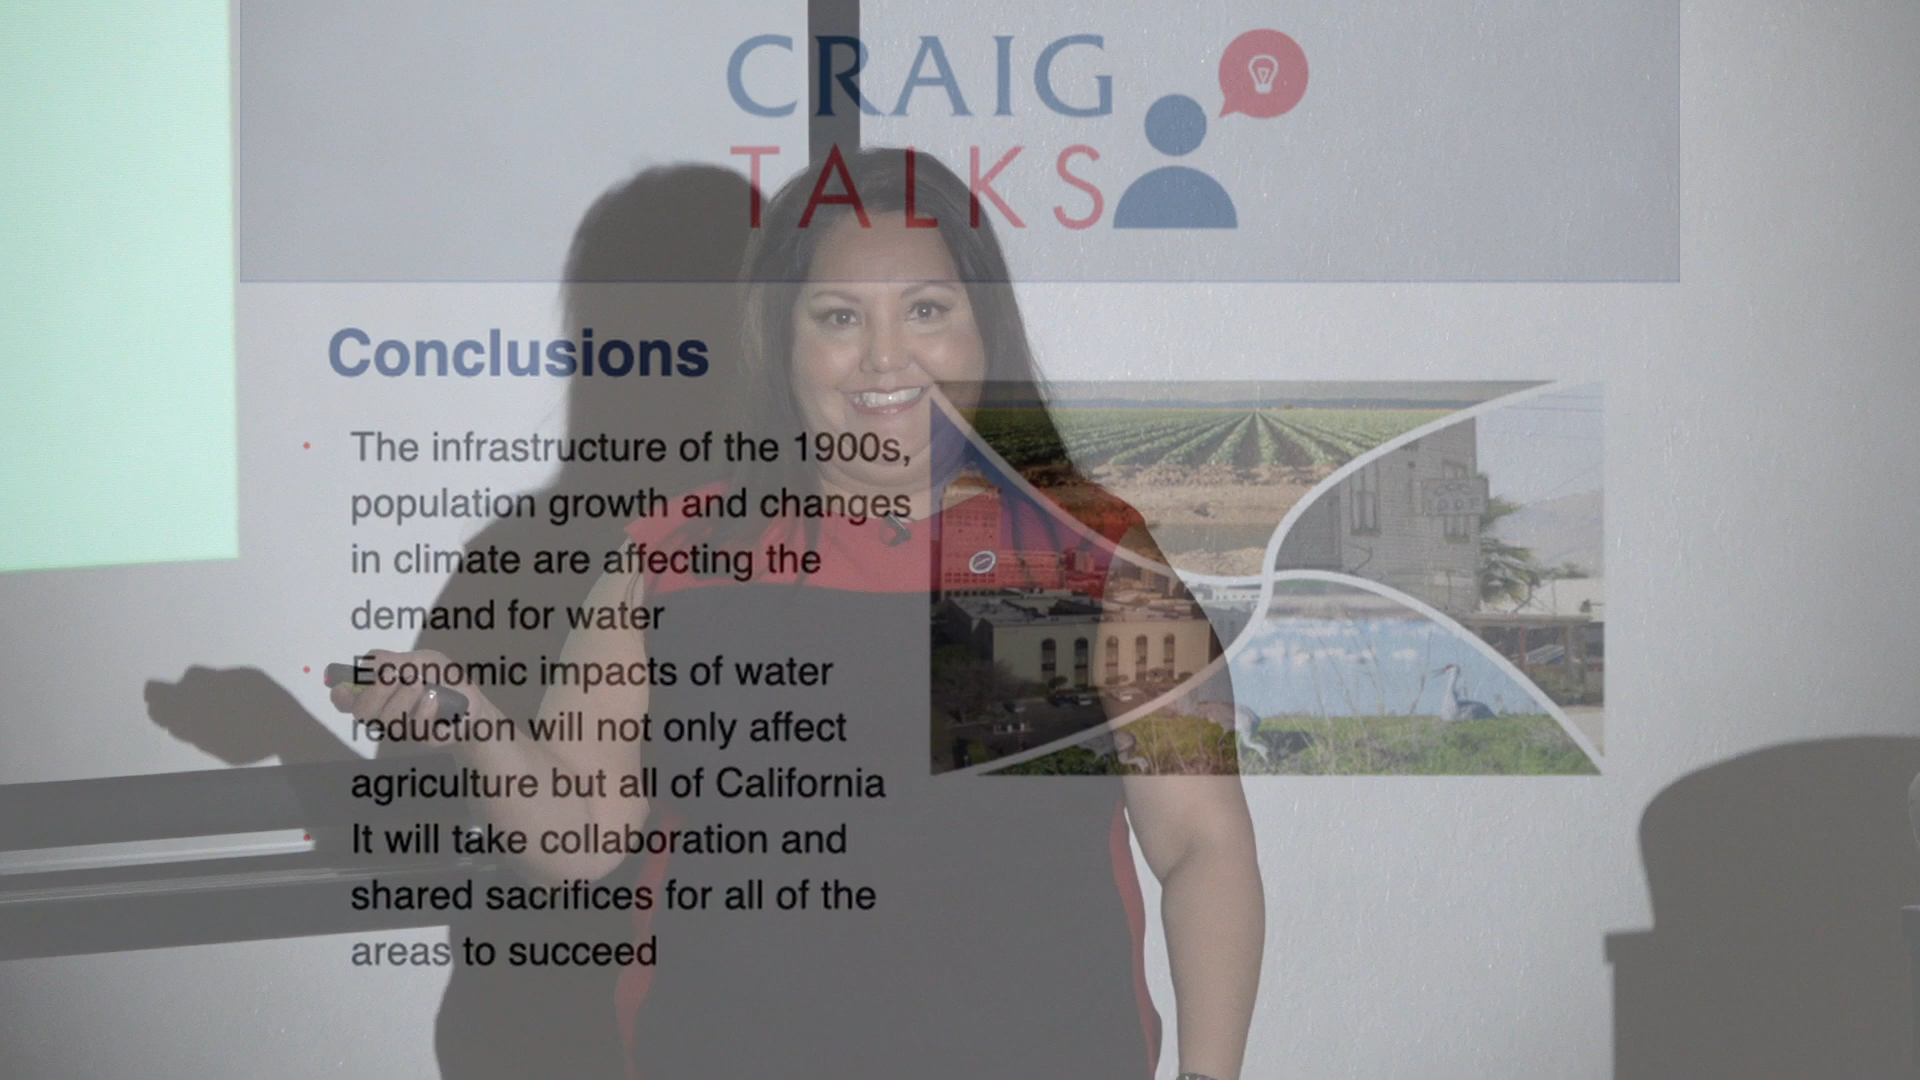 CRAIG
TALKS
Conclusions
• The infrastructure of the 1900s,
population growth and changes
in climate are affecting the
demand for water
• Economic impacts of water
reduction will not only affect
agriculture but all of California
• It will take collaboration and
shared sacrifices for all of the
areas to succeed